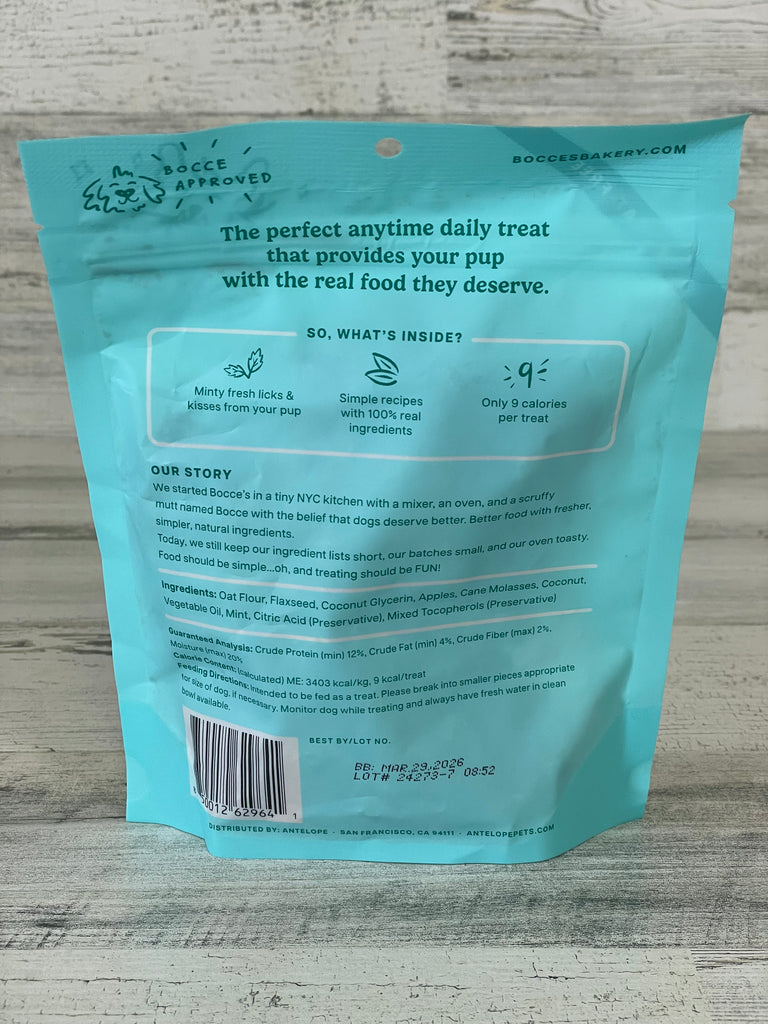 BOCCE
APPROVED
BOCCESBAKERY.COM
The perfect anytime daily treat
that provides your pup
with the real food they deserve.
SO, WHAT'S INSIDE?
Minty fresh licks &
kisses from your pup
Simple recipes
with 100% real
ingredients
9
Only 9 calories
per treat
OUR STORY
We started Bocce's in a tiny NYC kitchen with a mixer, an oven, and a scruffy
mutt named Bocce with the belief that dogs deserve better. Better food with fresher,
simpler, natural ingredients.
Today, we still keep our ingredient lists short, our batches small, and our oven toasty.
Food should be simple...oh, and treating should be FUN!
Ingredients: Oat Flour, Flaxseed, Coconut Glycerin, Apples, Cane Molasses, Coconut,
Vegetable Oil, Mint, Citric Acid (Preservative), Mixed Tocopherols (Preservative)
Guaranteed Analysis: Crude Protein (min) 12%, Crude Fat (min) 4%, Crude Fiber (max) 2%,
Moisture (max) 20%
Calorie Content: (calculated) ME: 3403 kcal/kg, 9 kcal/treat
Feeding Directions: Intended to be fed as a treat. Please break into smaller pieces appropriate
for size of dog, if necessary. Monitor dog while treating and always have fresh water in clean
bowl available.
BEST BY/LOT NO.
BB: MAR.29.2026
LOT# 24273-7 08:52
50012 62964 1
DISTRIBUTED BY: ANTELOPE · SAN FRANCISCO, CA 94111 · ANTELOPEPETS.COM